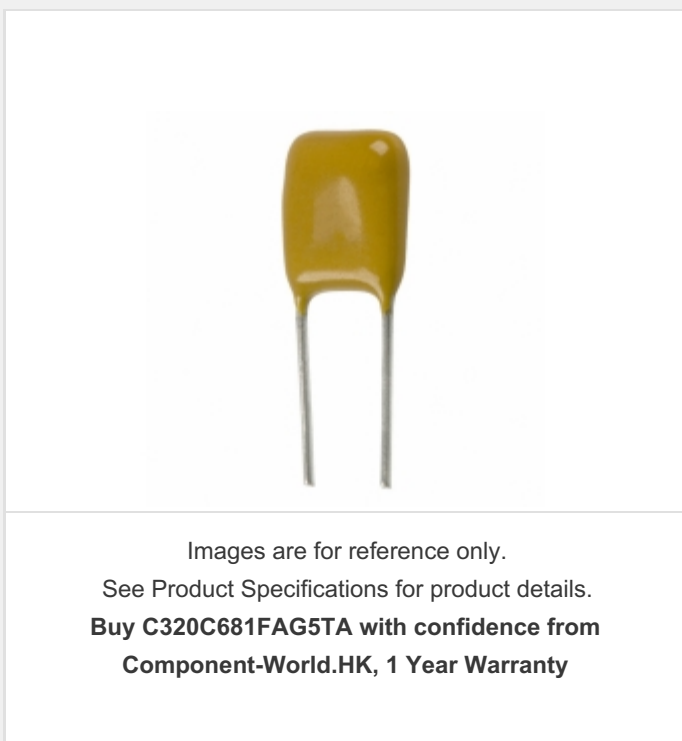 Images are for reference only.
See Product Specifications for product details.
Buy C320C681FAG5TA with confidence from
Component-World.HK, 1 Year Warranty